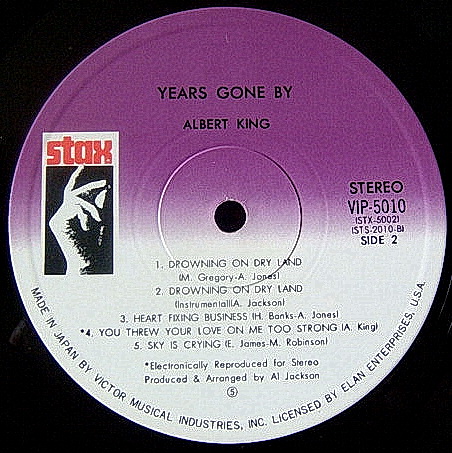 YEARS GONE BY
ALBERT KING
stax
STEREO
VIP-5010
(STX-5002)
(STS-2010-B)
SIDE 2
1. DROWNING ON DRY LAND
(M. Gregory-A. Jones)
2. DROWNING ON DRY LAND
(Instrumental)(A. Jackson)
3. HEART FIXING BUSINESS (H. Banks-A. Jones)
*4. YOU THREW YOUR LOVE ON ME TOO STRONG (A. King)
5. SKY IS CRYING (E. James-M. Robinson)
*Electronically Reproduced for Stereo
Produced & Arranged by Al Jackson
Ⓢ
MADE IN JAPAN BY VICTOR MUSICAL INDUSTRIES, INC. LICENSED BY ELAN ENTERPRISES, U.S.A.